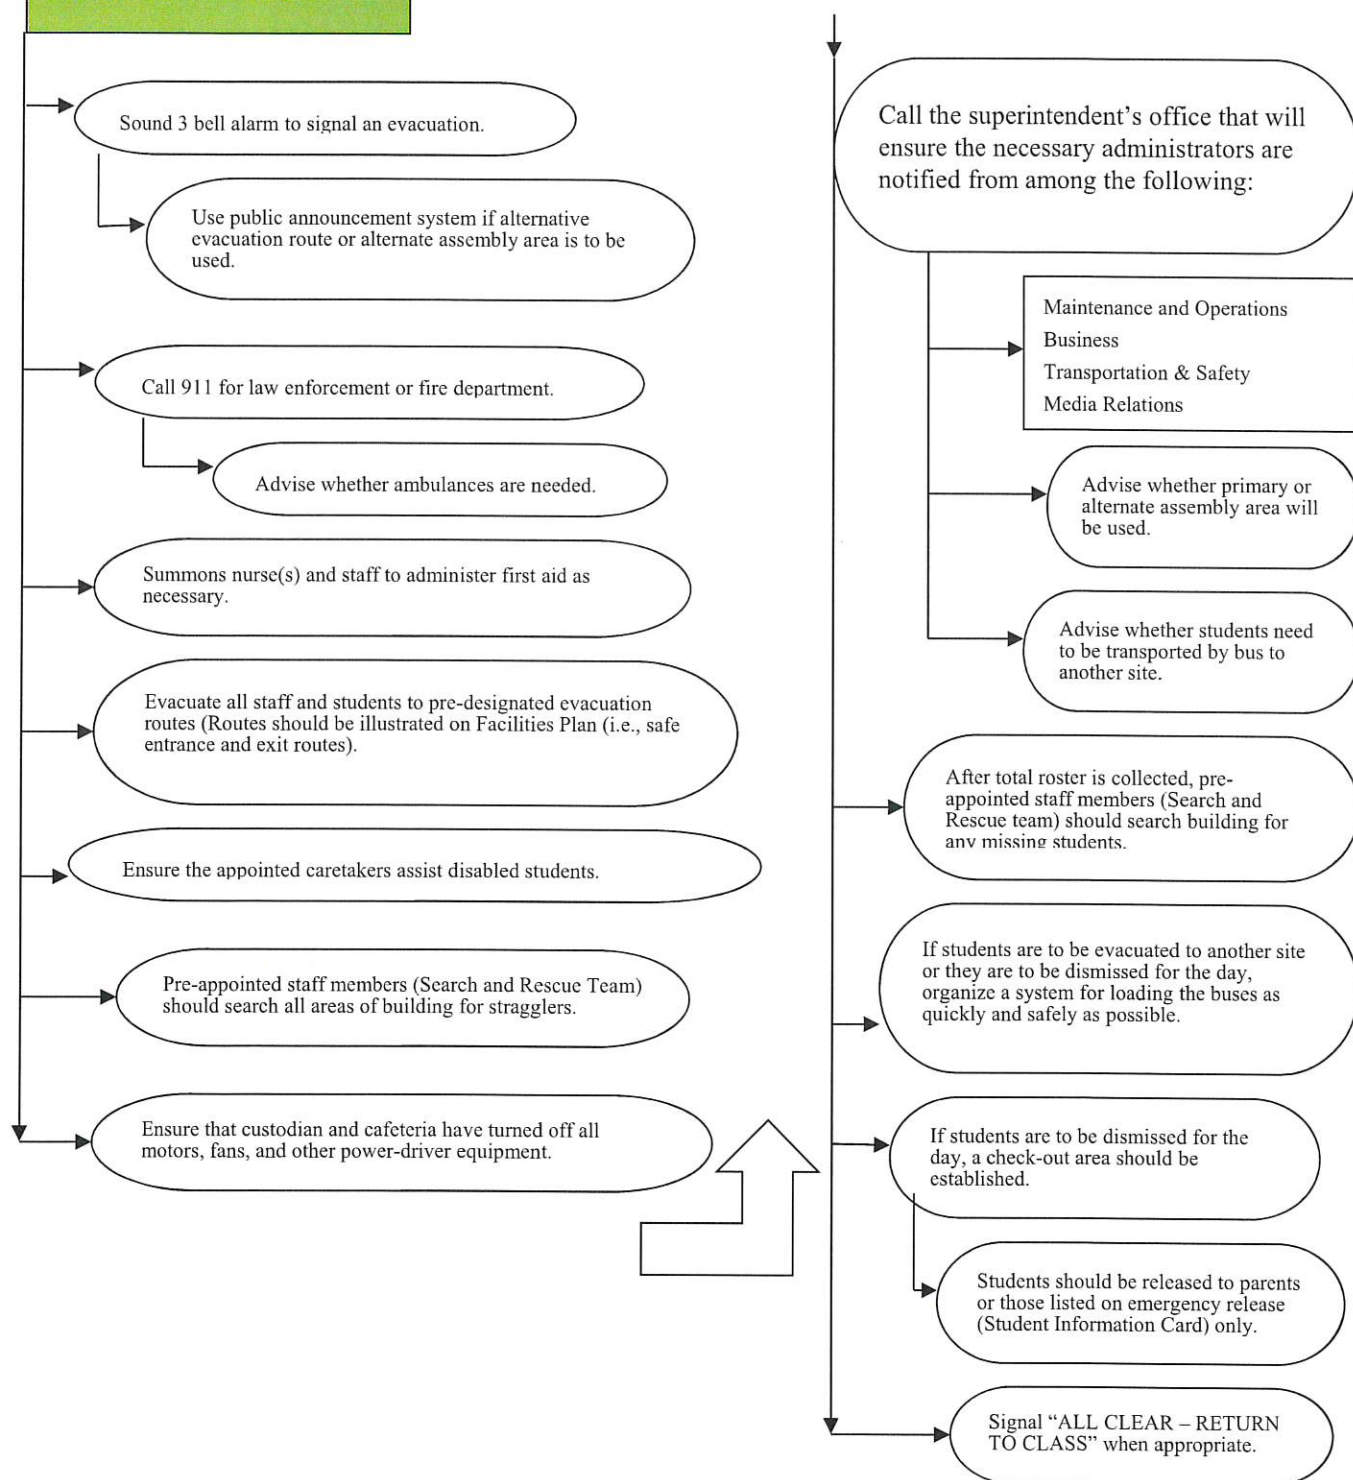 Sound 3 bell alarm to signal an evacuation.
Use public announcement system if alternative
evacuation route or alternate assembly area is to be
used.
Call 911 for law enforcement or fire department.
Advise whether ambulances are needed.
Summons nurse(s) and staff to administer first aid as
necessary.
Evacuate all staff and students to pre-designated evacuation
routes (Routes should be illustrated on Facilities Plan (i.e., safe
entrance and exit routes).
Ensure the appointed caretakers assist disabled students.
Pre-appointed staff members (Search and Rescue Team)
should search all areas of building for stragglers.
Ensure that custodian and cafeteria have turned off all
motors, fans, and other power-driver equipment.
Call the superintendent's office that will
ensure the necessary administrators are
notified from among the following:
Maintenance and Operations
Business
Transportation & Safety
Media Relations
Advise whether primary or
alternate assembly area will
be used.
Advise whether students need
to be transported by bus to
another site.
After total roster is collected, pre-
appointed staff members (Search and
Rescue team) should search building for
any missing students.
If students are to be evacuated to another site
or they are to be dismissed for the day,
organize a system for loading the buses as
quickly and safely as possible.
If students are to be dismissed for the
day, a check-out area should be
established.
Students should be released to parents
or those listed on emergency release
(Student Information Card) only.
Signal “ALL CLEAR – RETURN
TO CLASS” when appropriate.